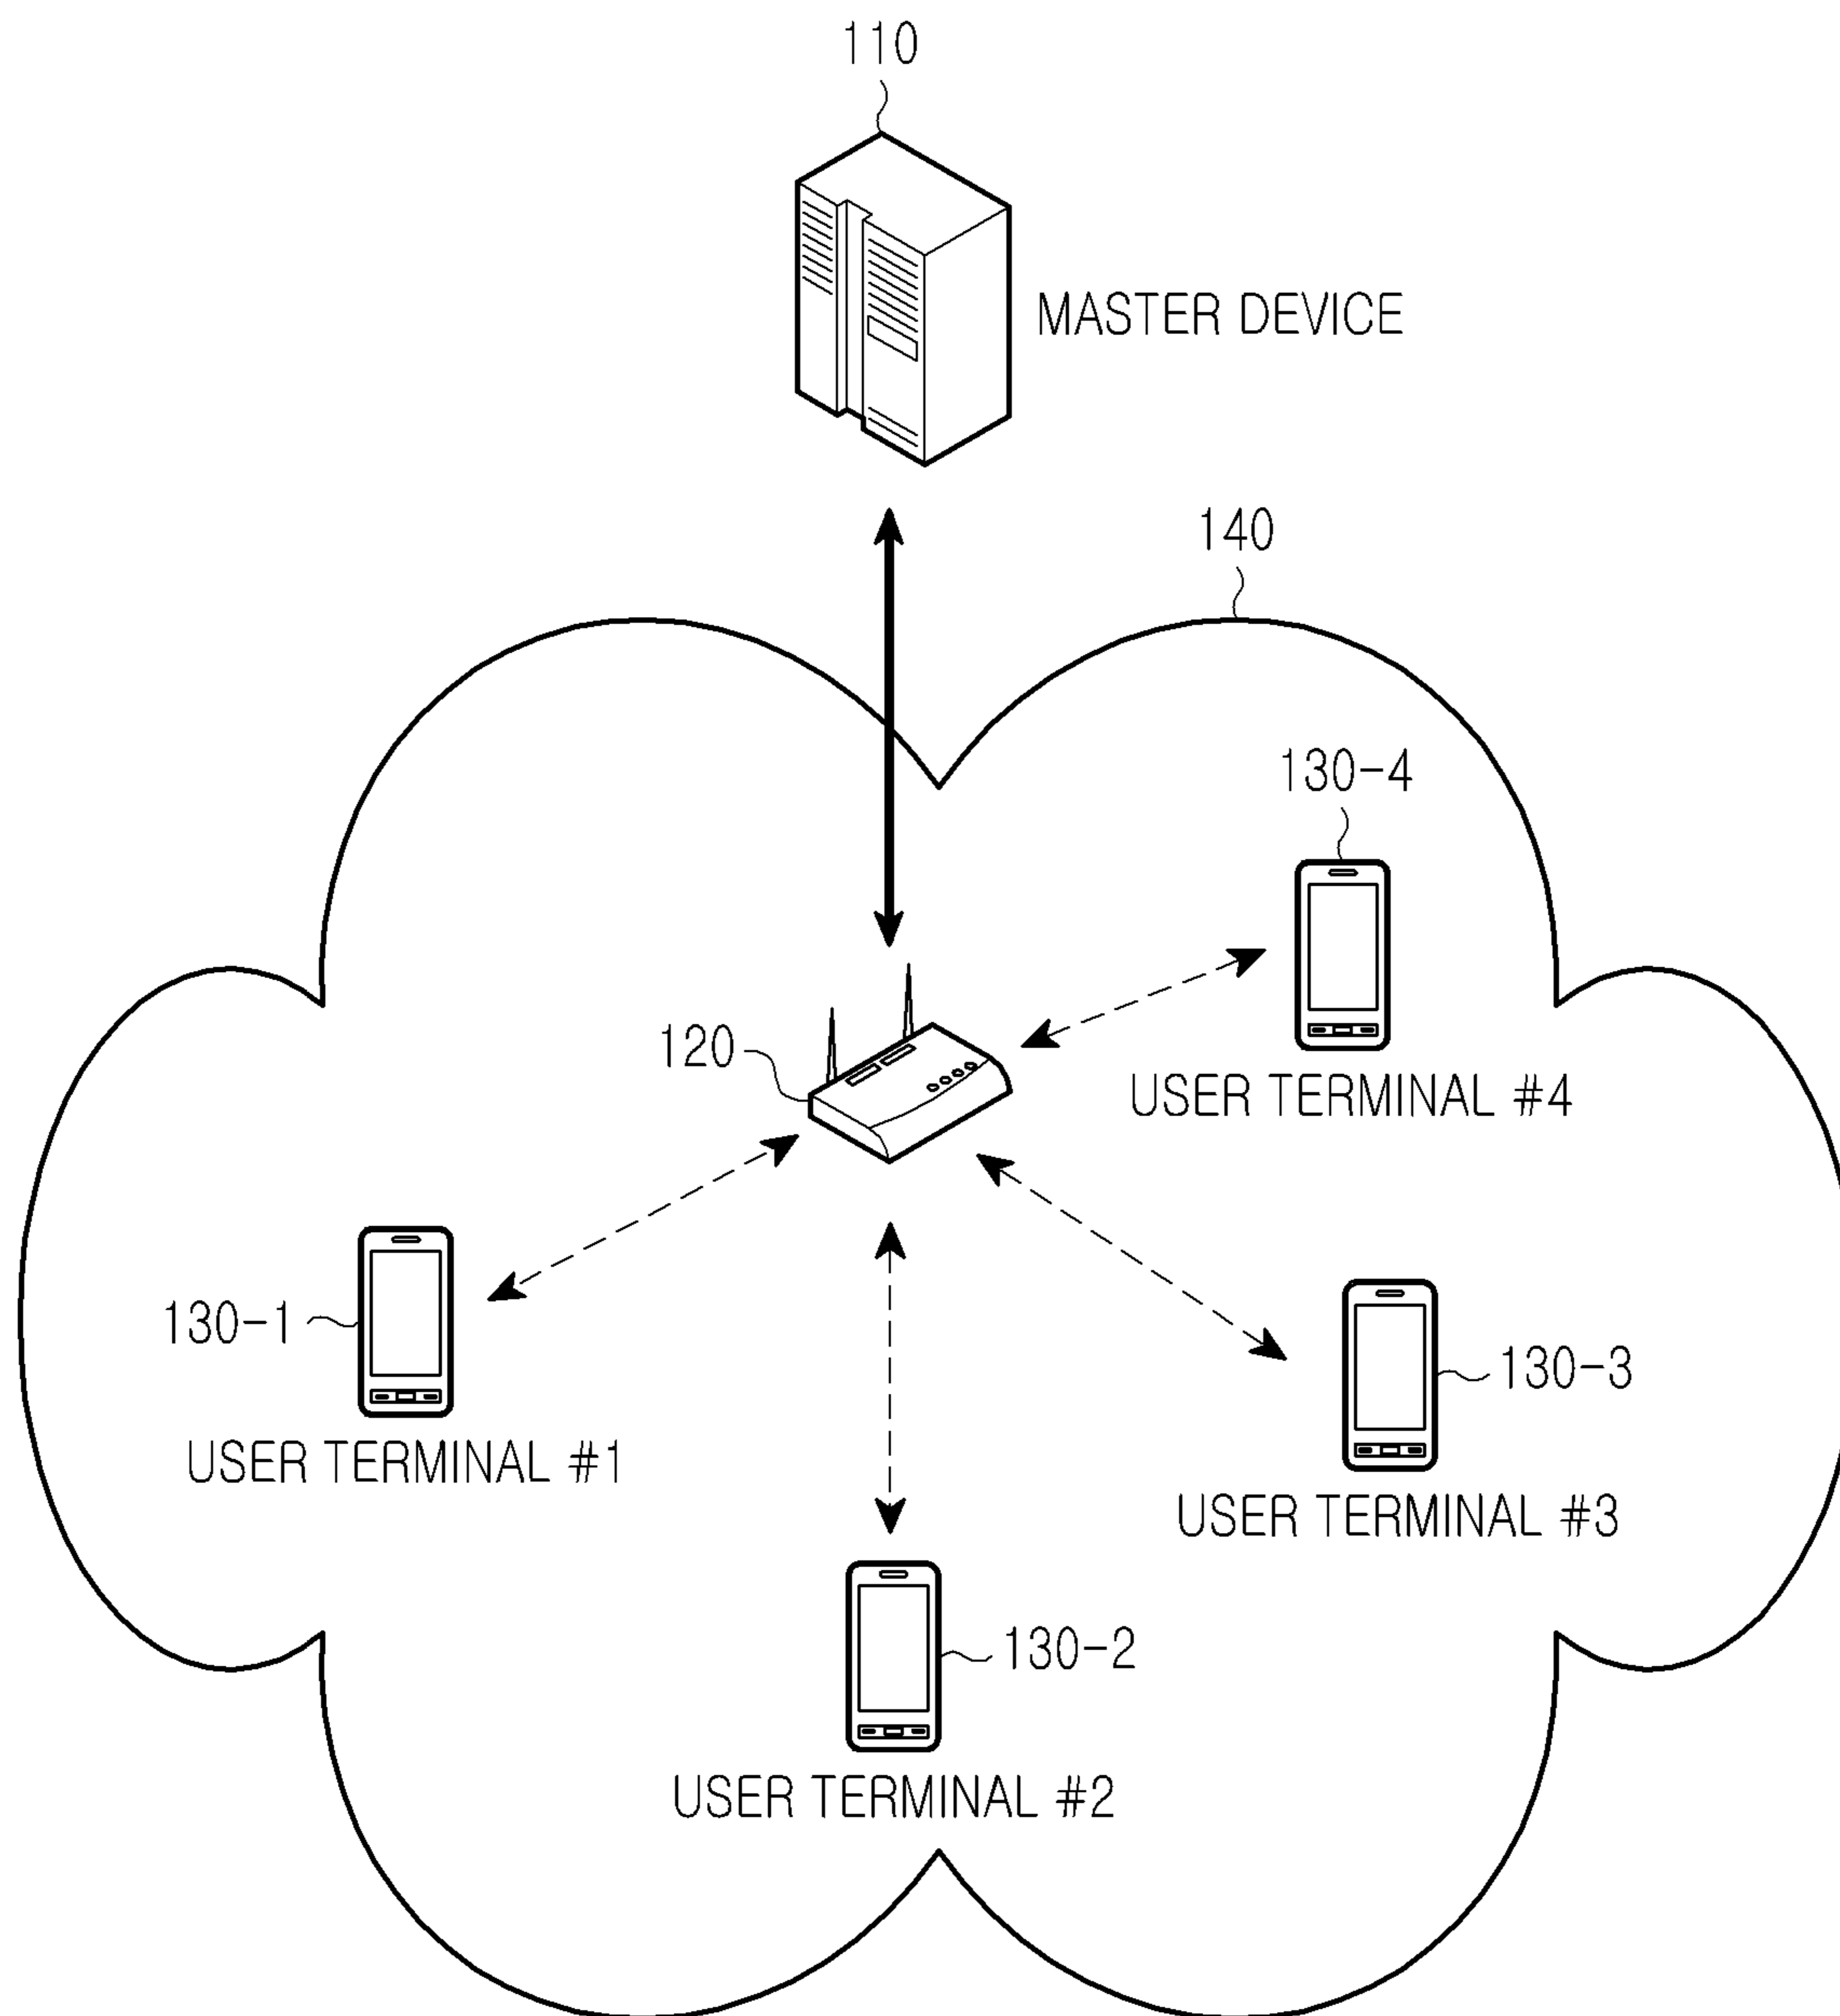 110
MASTER DEVICE
140
130-4
120
USER TERMINAL #4
130-1
130-3
USER TERMINAL #1
USER TERMINAL #3
130-2
USER TERMINAL #2